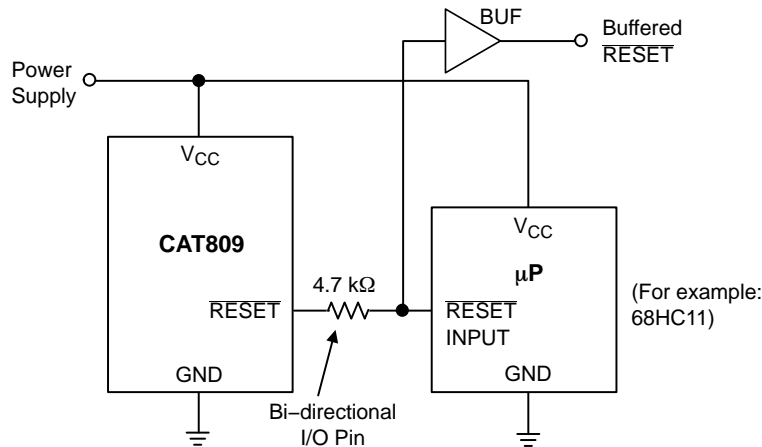 BUF
Buffered
RESET
Power
Supply
VCC
CAT809
RESET
GND
4.7 kΩ
Bi−directional
I/O Pin
VCC
μP
RESET
INPUT
GND
(For example:
68HC11)